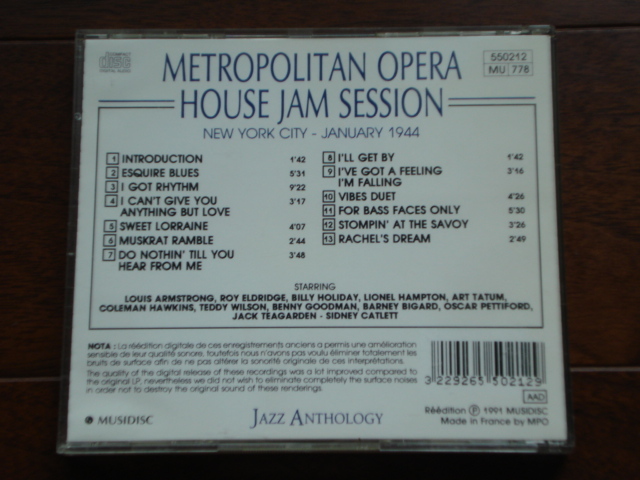 COMPACT
disc
DIGITAL AUDIO
METROPOLITAN OPERA
HOUSE JAM SESSION
NEW YORK CITY - JANUARY 1944
550212
MU 778
1 INTRODUCTION 1'42
2 ESQUIRE BLUES 5'31
3 I GOT RHYTHM 9'22
4 I CAN'T GIVE YOU 3'17
ANYTHING BUT LOVE
5 SWEET LORRAINE 4'07
6 MUSKRAT RAMBLE 2'44
7 DO NOTHIN' TILL YOU 3'48
HEAR FROM ME
8 I'LL GET BY 1'42
9 I'VE GOT A FEELING 3'16
I'M FALLING
10 VIBES DUET 4'26
11 FOR BASS FACES ONLY 5'30
12 STOMPIN' AT THE SAVOY 3'26
13 RACHEL'S DREAM 2'49
STARRING
LOUIS ARMSTRONG, ROY ELDRIDGE, BILLY HOLIDAY, LIONEL HAMPTON, ART TATUM,
COLEMAN HAWKINS, TEDDY WILSON, BENNY GOODMAN, BARNEY BIGARD, OSCAR PETTIFORD,
JACK TEAGARDEN - SIDNEY CATLETT
NOTA : La réédition digitale de ces enregistrements anciens a permis une amélioration
sensible de leur qualité sonore, toutefois nous n'avons pas voulu éliminer totalement les
bruits de surface afin de ne pas altérer la sonorité originale de ces interprétations.
The quality of the digital release of these recordings was a lot improved compared to
the original LP, nevertheless we did not wish to eliminate completely the surface noises
in order not to destroy the original sound of these renderings.
3 229265 502129
AAD
MUSIDISC
JAZZ ANTHOLOGY
Réédition Ⓟ 1991 MUSIDISC
Made in France by MPO